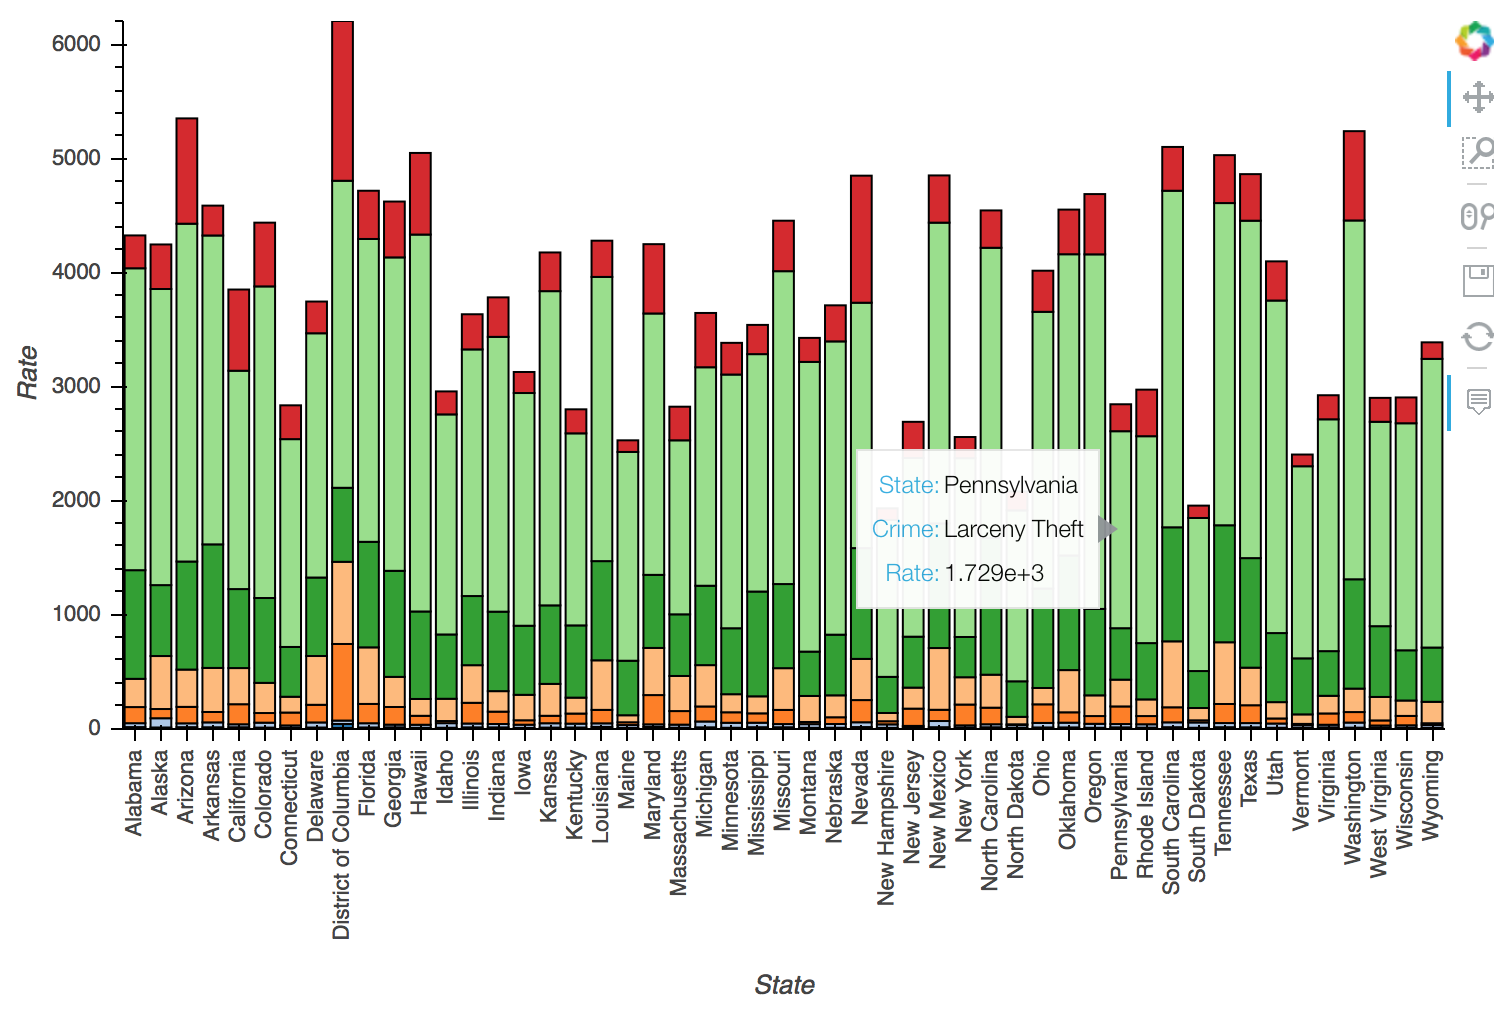 6000
5000
4000
3000
2000
1000
0
Rate
State: Pennsylvania
Crime: Larceny Theft
Rate: 1.729e+3
Alabama
Alaska
Arizona
Arkansas
California
Colorado
Connecticut
Delaware
District of Columbia
Florida
Georgia
Hawaii
Idaho
Illinois
Indiana
Iowa
Kansas
Kentucky
Louisiana
Maine
Maryland
Massachusetts
Michigan
Minnesota
Mississippi
Missouri
Montana
Nebraska
Nevada
New Hampshire
New Jersey
New Mexico
New York
North Carolina
North Dakota
Ohio
Oklahoma
Oregon
Pennsylvania
Rhode Island
South Carolina
South Dakota
Tennessee
Texas
Utah
Vermont
Virginia
Washington
West Virginia
Wisconsin
Wyoming
State